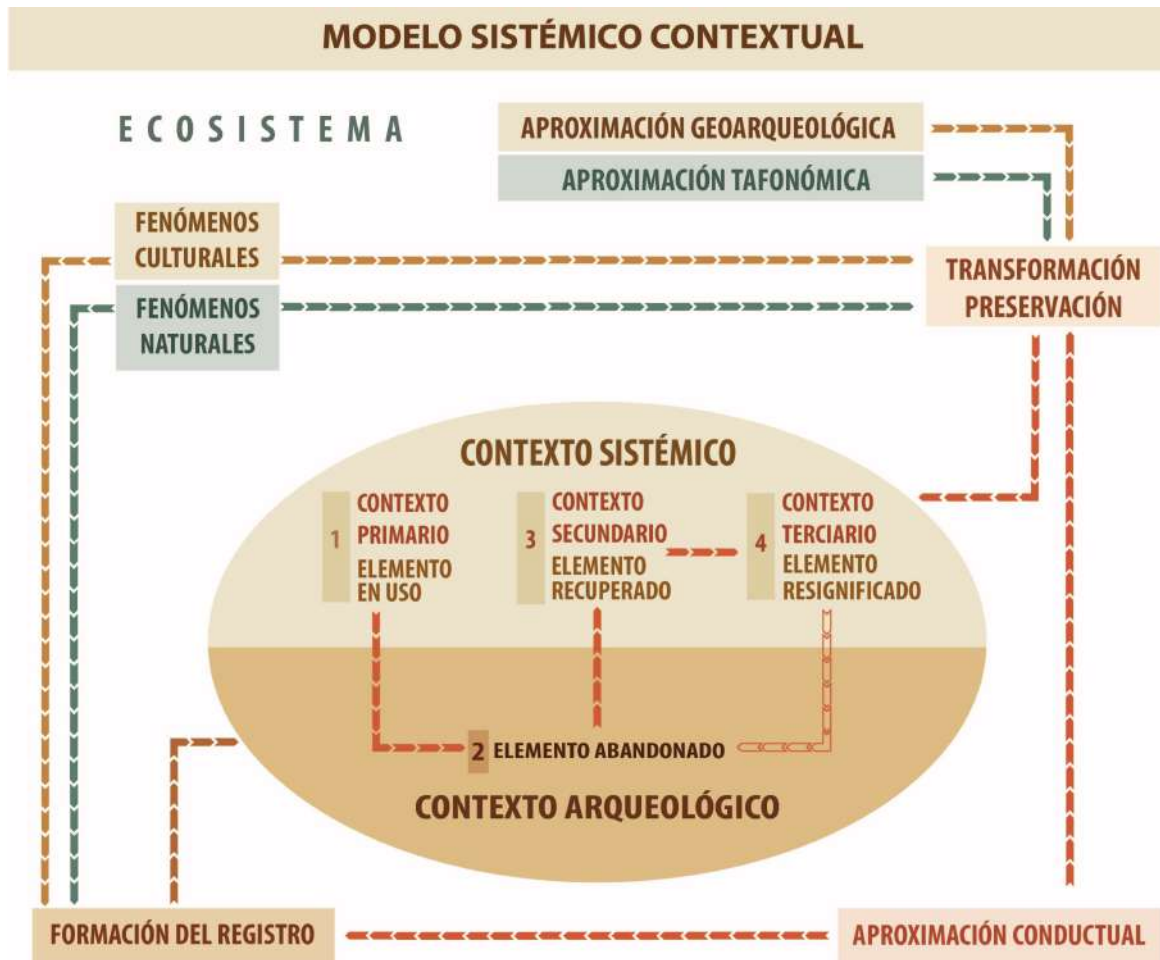 MODELO SISTÉMICO CONTEXTUAL
ECOSISTEMA
APROXIMACIÓN GEOARQUEOLÓGICA
APROXIMACIÓN TAFONÓMICA
FENÓMENOS
CULTURALES
FENÓMENOS
NATURALES
TRANSFORMACIÓN
PRESERVACIÓN
CONTEXTO SISTÉMICO
1
CONTEXTO
PRIMARIO
ELEMENTO
EN USO
3
CONTEXTO
SECUNDARIO
ELEMENTO
RECUPERADO
4
CONTEXTO
TERCIARIO
ELEMENTO
RESIGNIFICADO
2 ELEMENTO ABANDONADO
CONTEXTO ARQUEOLÓGICO
FORMACIÓN DEL REGISTRO
APROXIMACIÓN CONDUCTUAL